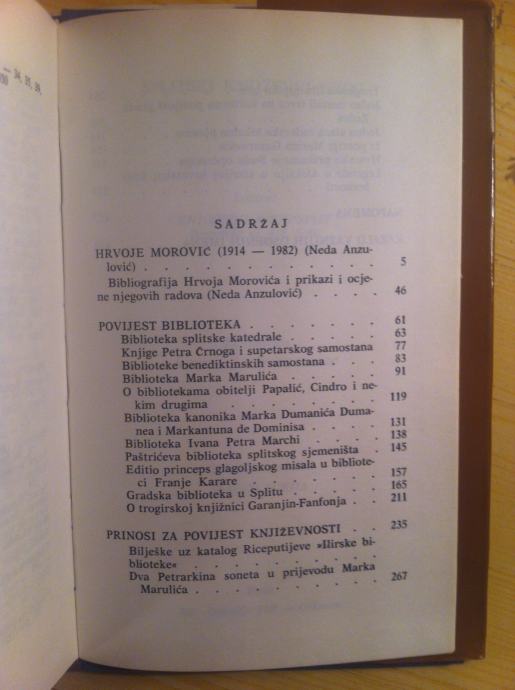 — 34, 35, 39,
SADRŽAJ
HRVOJE MOROVIĆ (1914 — 1982) (Neda Anzu-
lović) . . . . . . . . . . . . 5
Bibliografija Hrvoja Morovića i prikazi i ocje-
ne njegovih radova (Neda Anzulović) . . . . 46
POVIJEST BIBLIOTEKA . . . . . . . . 61
Biblioteka splitske katedrale . . . . . . 63
Knjige Petra Črnoga i supetarskog samostana 77
Biblioteke benediktinskih samostana . . . . 83
Biblioteka Marka Marulića . . . . . . 91
O bibliotekama obitelji Papalić, Cindro i ne-
kim drugima . . . . . . . . . . 119
Biblioteka kanonika Marka Dumanića Duma-
nea i Markantuna de Dominisa . . . . . 131
Biblioteka Ivana Petra Marchi . . . . . 138
Paštrićeva biblioteka splitskog sjemeništa . 145
Editio princeps glagoljskog misala u bibliote-
ci Franje Karare . . . . . . . . . 157
Gradska biblioteka u Splitu . . . . . . 165
O trogirskoj knjižnici Garanjin-Fanfonja . . . 211
PRINOSI ZA POVIJEST KNJIŽEVNOSTI . . 235
Bilješke uz katalog Riceputijeve »Ilirske bi-
blioteke« . . . . . . . . . . .
Dva Petrarkina soneta u prijevodu Marka
Marulića . . . . . . . . . . . 267